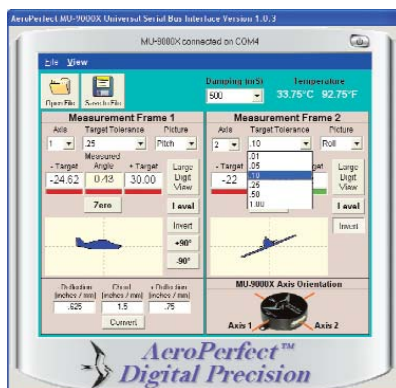 AeroPerfect MU-9000X Universal Serial Bus Interface Version 1.0.3
MU-9000X connected on COM4
File View
Open File Save to File
Damping (mS) Temperature
500 33.75°C 92.75°F
Measurement Frame 1
Axis Target Tolerance Picture
1 .25 Pitch
Measured
- Target Angle + Target
-24.62 0.43 30.00
Large
Digit
View
Zero Level
Invert
+90°
-90°
Deflection Chord + Deflection
(inches / mm) (inches / mm) (inches / mm)
.625 1.5 .75
Convert
Measurement Frame 2
Axis Target Tolerance Picture
2 .10 Roll
.01
.05
.10
.25
.50
1.00
- Target
-22
Large
Digit
View
Level
Invert
MU-9000X Axis Orientation
Axis 1 Axis 2
AeroPerfect™
Digital Precision